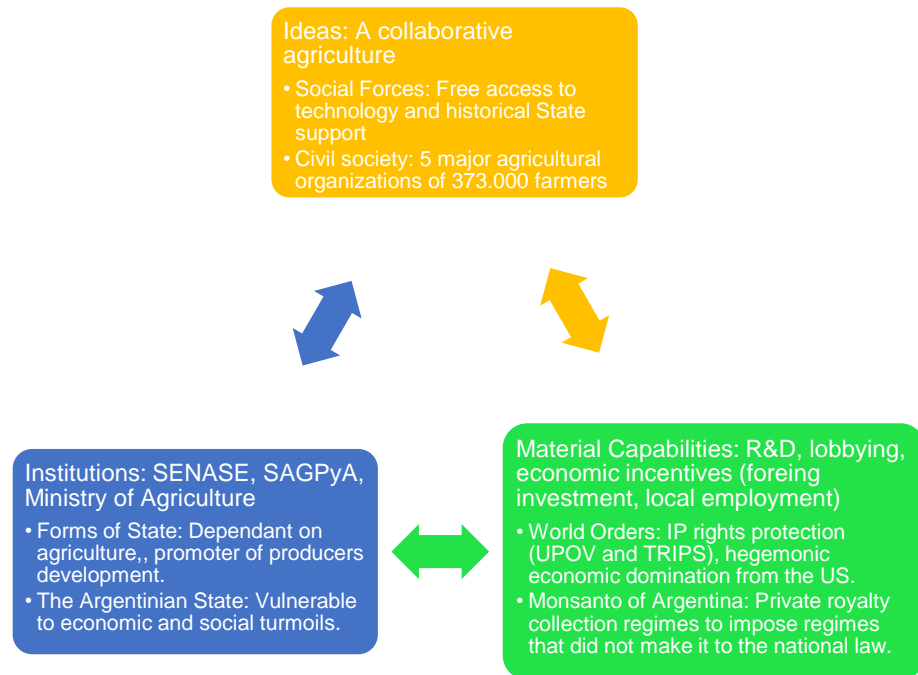 Ideas: A collaborative
agriculture
• Social Forces: Free access to
technology and historical State
support
• Civil society: 5 major agricultural
organizations of 373.000 farmers
Institutions: SENASE, SAGPyA,
Ministry of Agriculture
• Forms of State: Dependant on
agriculture,, promoter of producers
development.
• The Argentinian State: Vulnerable
to economic and social turmoils.
Material Capabilities: R&D, lobbying,
economic incentives (foreing
investment, local employment)
• World Orders: IP rights protection
(UPOV and TRIPS), hegemonic
economic domination from the US.
• Monsanto of Argentina: Private royalty
collection regimes to impose regimes
that did not make it to the national law.